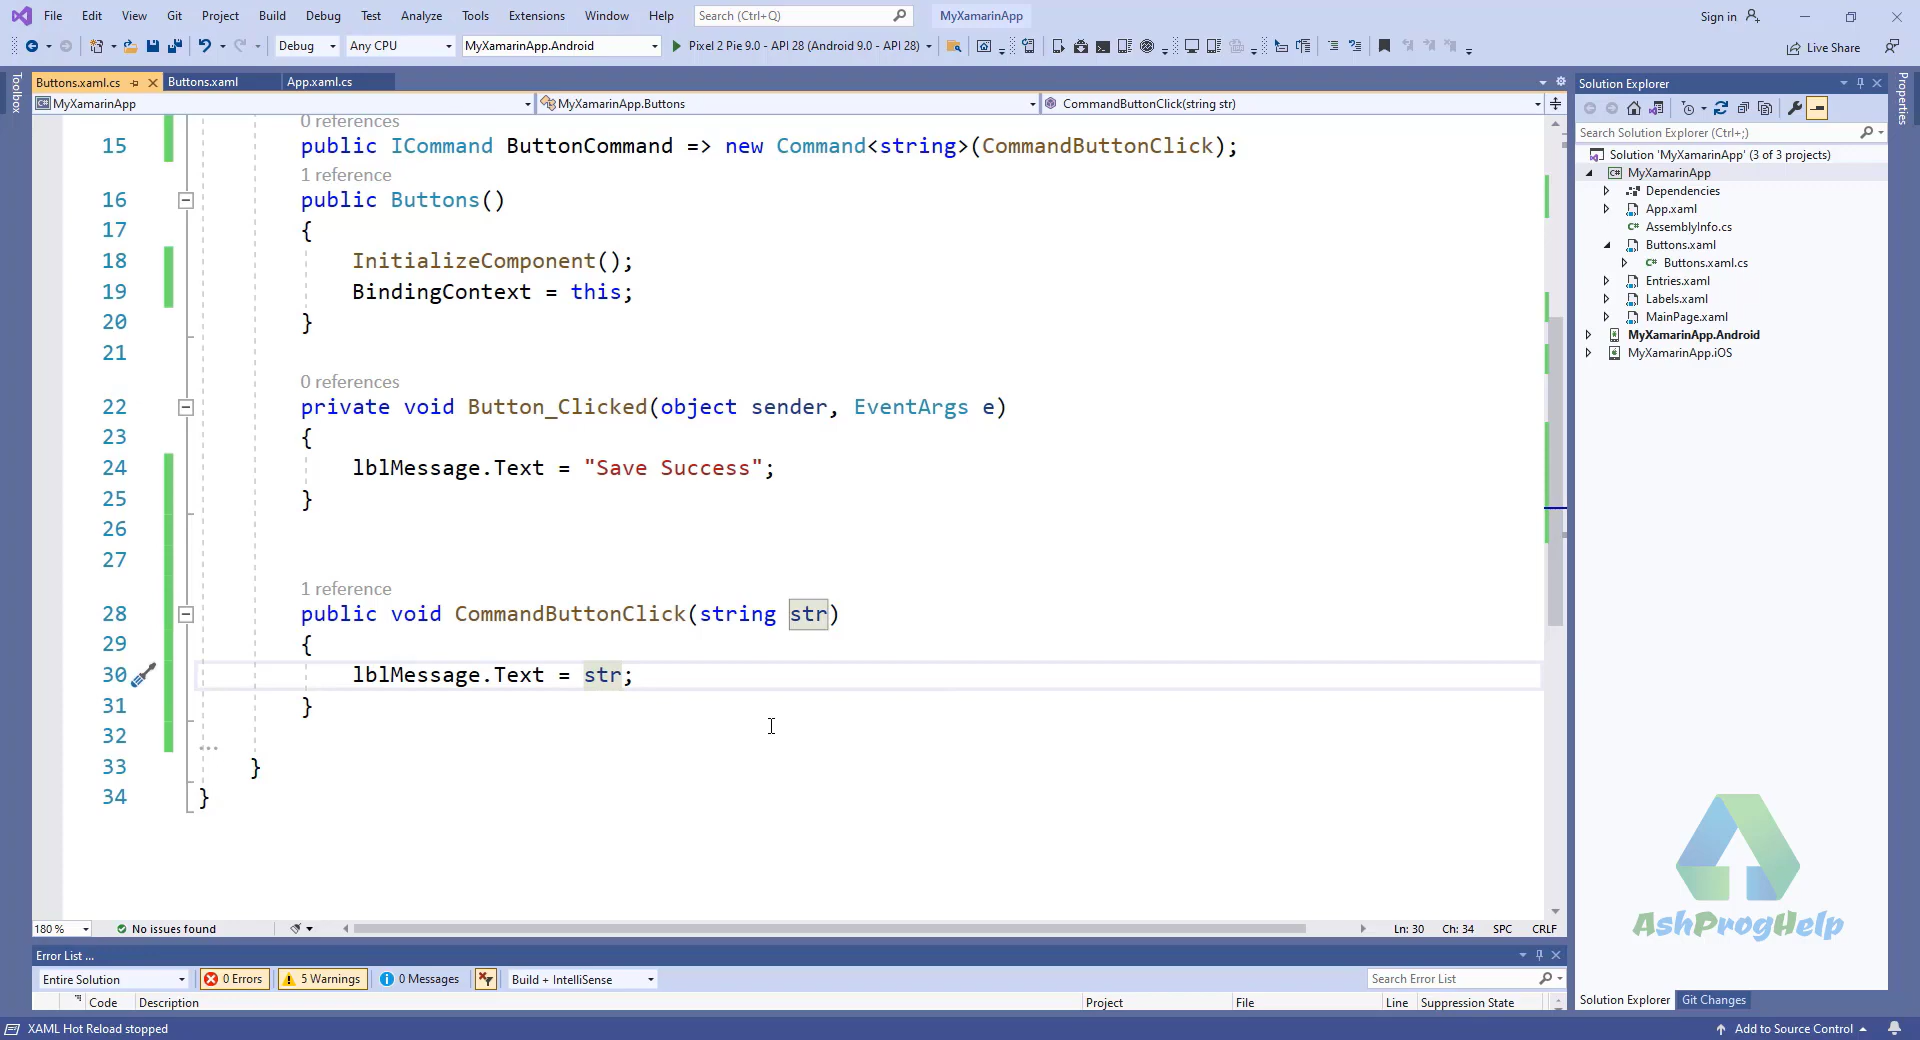 File Edit View Git Project Build Debug Test Analyze Tools Extensions Window Help Search (Ctrl+Q) MyXamarinApp Sign in
Debug Any CPU MyXamarinApp.Android Pixel 2 Pie 9.0 - API 28 (Android 9.0 - API 28) Live Share
Toolbox
Buttons.xaml.cs Buttons.xaml App.xaml.cs
MyXamarinApp MyXamarinApp.Buttons CommandButtonClick(string str)
0 references
15 public ICommand ButtonCommand => new Command<string>(CommandButtonClick);
1 reference
16 public Buttons()
17 {
18 InitializeComponent();
19 BindingContext = this;
20 }
21
0 references
22 private void Button_Clicked(object sender, EventArgs e)
23 {
24 lblMessage.Text = "Save Success";
25 }
26
27
1 reference
28 public void CommandButtonClick(string str)
29 {
30 lblMessage.Text = str;
31 }
32
33 }
34 }
180 % No issues found Ln: 30 Ch: 34 SPC CRLF
Error List ...
Entire Solution 0 Errors 5 Warnings 0 Messages Build + IntelliSense Search Error List
Code Description Project File Line Suppression State
XAML Hot Reload stopped Add to Source Control
Solution Explorer
Search Solution Explorer (Ctrl+;)
Solution 'MyXamarinApp' (3 of 3 projects)
MyXamarinApp
Dependencies
App.xaml
AssemblyInfo.cs
Buttons.xaml
Buttons.xaml.cs
Entries.xaml
Labels.xaml
MainPage.xaml
MyXamarinApp.Android
MyXamarinApp.iOS
AshProgHelp
Solution Explorer Git Changes
Properties